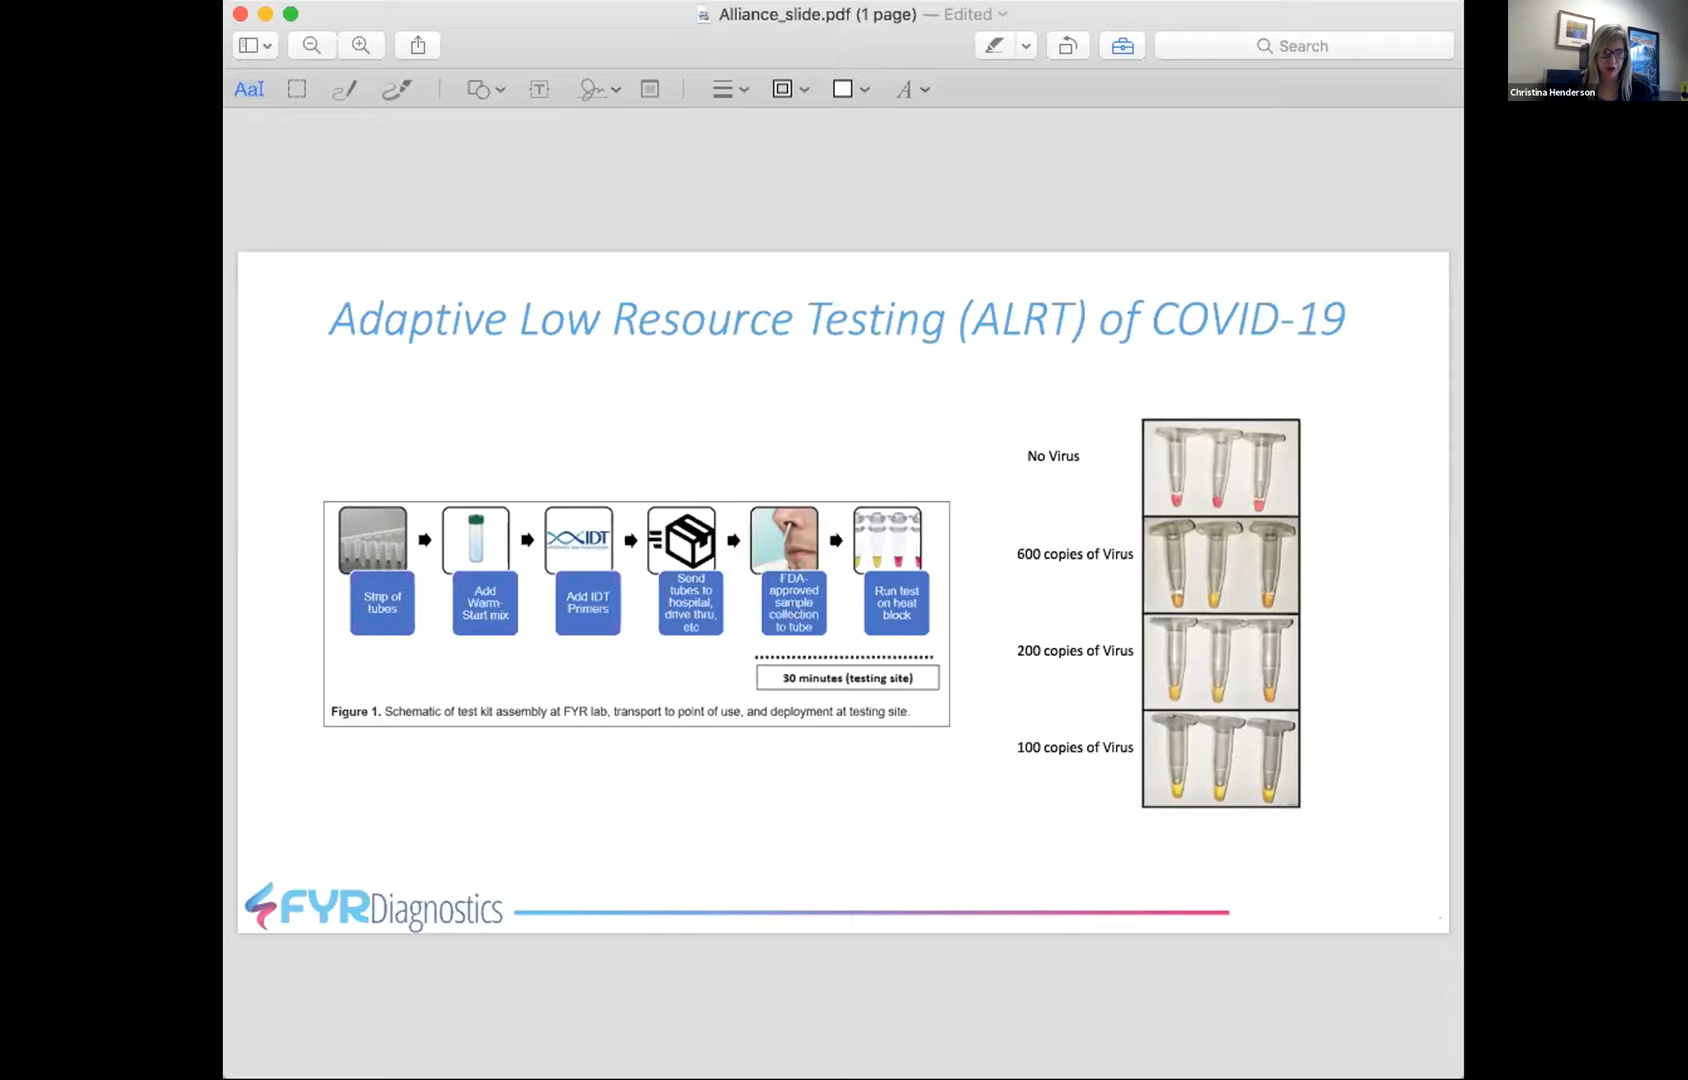 Alliance_slide.pdf (1 page) — Edited
Search
AaI
T
A
Christina Henderson
Adaptive Low Resource Testing (ALRT) of COVID-19
IDT
Strip of
tubes
Add
Warm-
Start mix
Add IDT
Primers
Send
tubes to
hospital,
drive thru,
etc
FDA-
approved
sample
collection
to tube
Run test
on heat
block
30 minutes (testing site)
Figure 1. Schematic of test kit assembly at FYR lab, transport to point of use, and deployment at testing site.
No Virus
600 copies of Virus
200 copies of Virus
100 copies of Virus
FYRDiagnostics